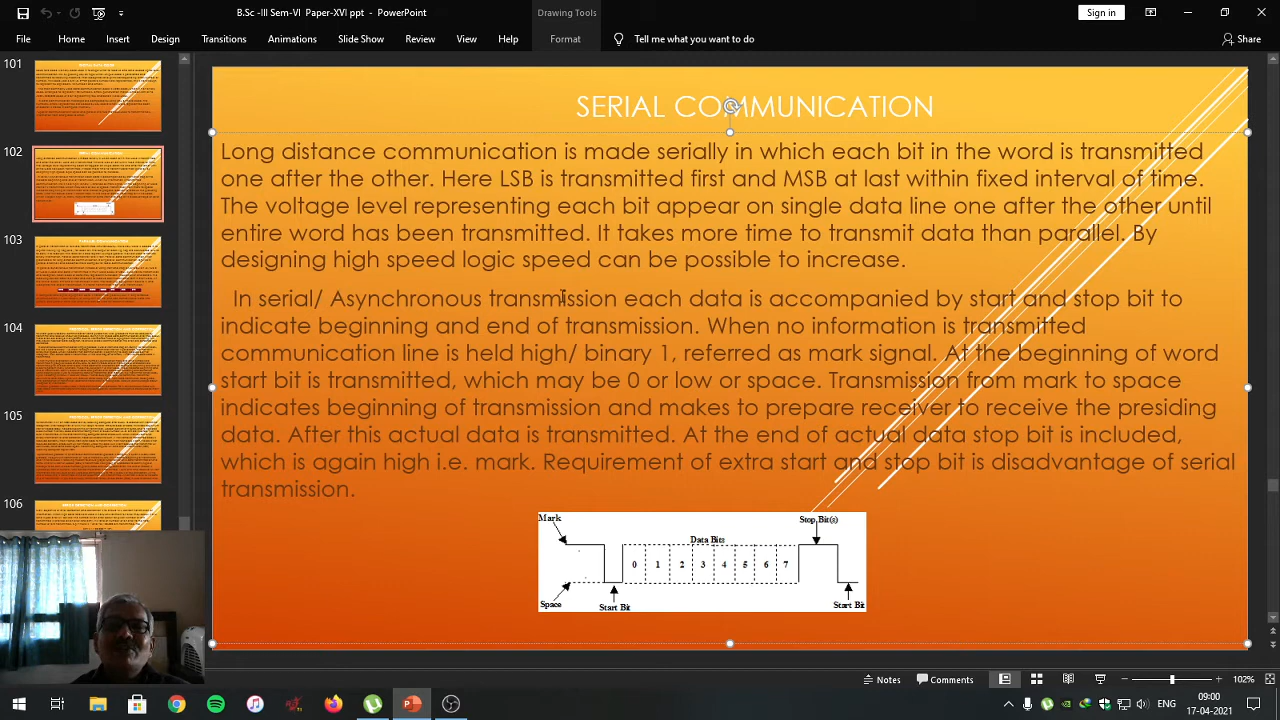 B.Sc -III Sem-VI Paper-XVI ppt - PowerPoint
Drawing Tools
Sign in
File Home Insert Design Transitions Animations Slide Show Review View Help Format Tell me what you want to do Share
101
102
103
104
105
106
SERIAL COMMUNICATION
Long distance communication is made serially in which each bit in the word is transmitted
one after the other. Here LSB is transmitted first and MSB at last within fixed interval of time.
The voltage level representing each bit appear on single data line one after the other until
entire word has been transmitted. It takes more time to transmit data than parallel. By
designing high speed logic speed can be possible to increase.
In serial/ Asynchronous transmission each data is accompanied by start and stop bit to
indicate beginning and end of transmission. When no information is transmitted
communication line is held high/ binary 1, referred as mark signal. At the beginning of word
start bit is transmitted, which may be 0 or low or space. Transmission from mark to space
indicates beginning of transmission and makes to prepare receiver to receive the presiding
data. After this actual data is transmitted. At the end of actual data stop bit is included,
which is again high i.e. mark. Requirement of extra start and stop bit is disadvantage of serial
transmission.
Mark
Stop Bit(s)
Data Bits
0 1 2 3 4 5 6 7
Space
Start Bit
Start Bit
Notes Comments 102%
ENG
09:00
17-04-2021